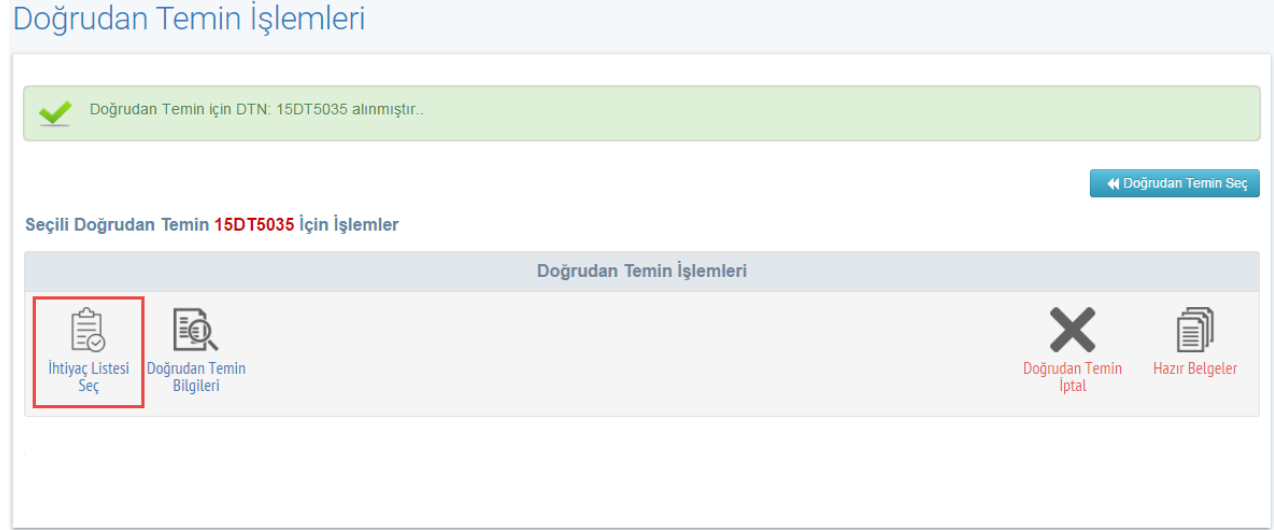 Doğrudan Temin İşlemleri
Doğrudan Temin için DTN: 15DT5035 alınmıştır..
Doğrudan Temin Seç
Seçili Doğrudan Temin 15DT5035 İçin İşlemler
Doğrudan Temin İşlemleri
İhtiyaç Listesi
Seç
Doğrudan Temin
Bilgileri
Doğrudan Temin
İptal
Hazır Belgeler